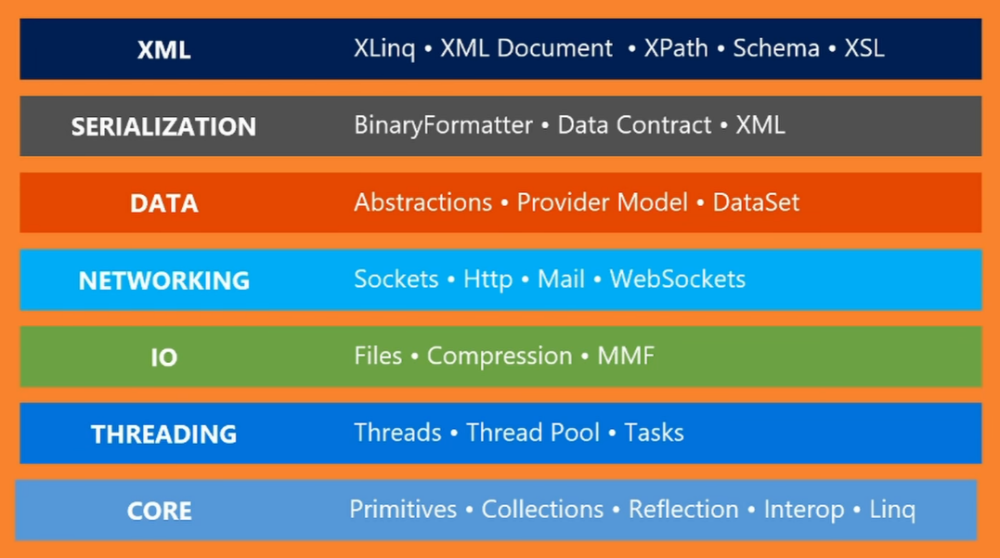 XML XLinq • XML Document • XPath • Schema • XSL
SERIALIZATION BinaryFormatter • Data Contract • XML
DATA Abstractions • Provider Model • DataSet
NETWORKING Sockets • Http • Mail • WebSockets
IO Files • Compression • MMF
THREADING Threads • Thread Pool • Tasks
CORE Primitives • Collections • Reflection • Interop • Linq